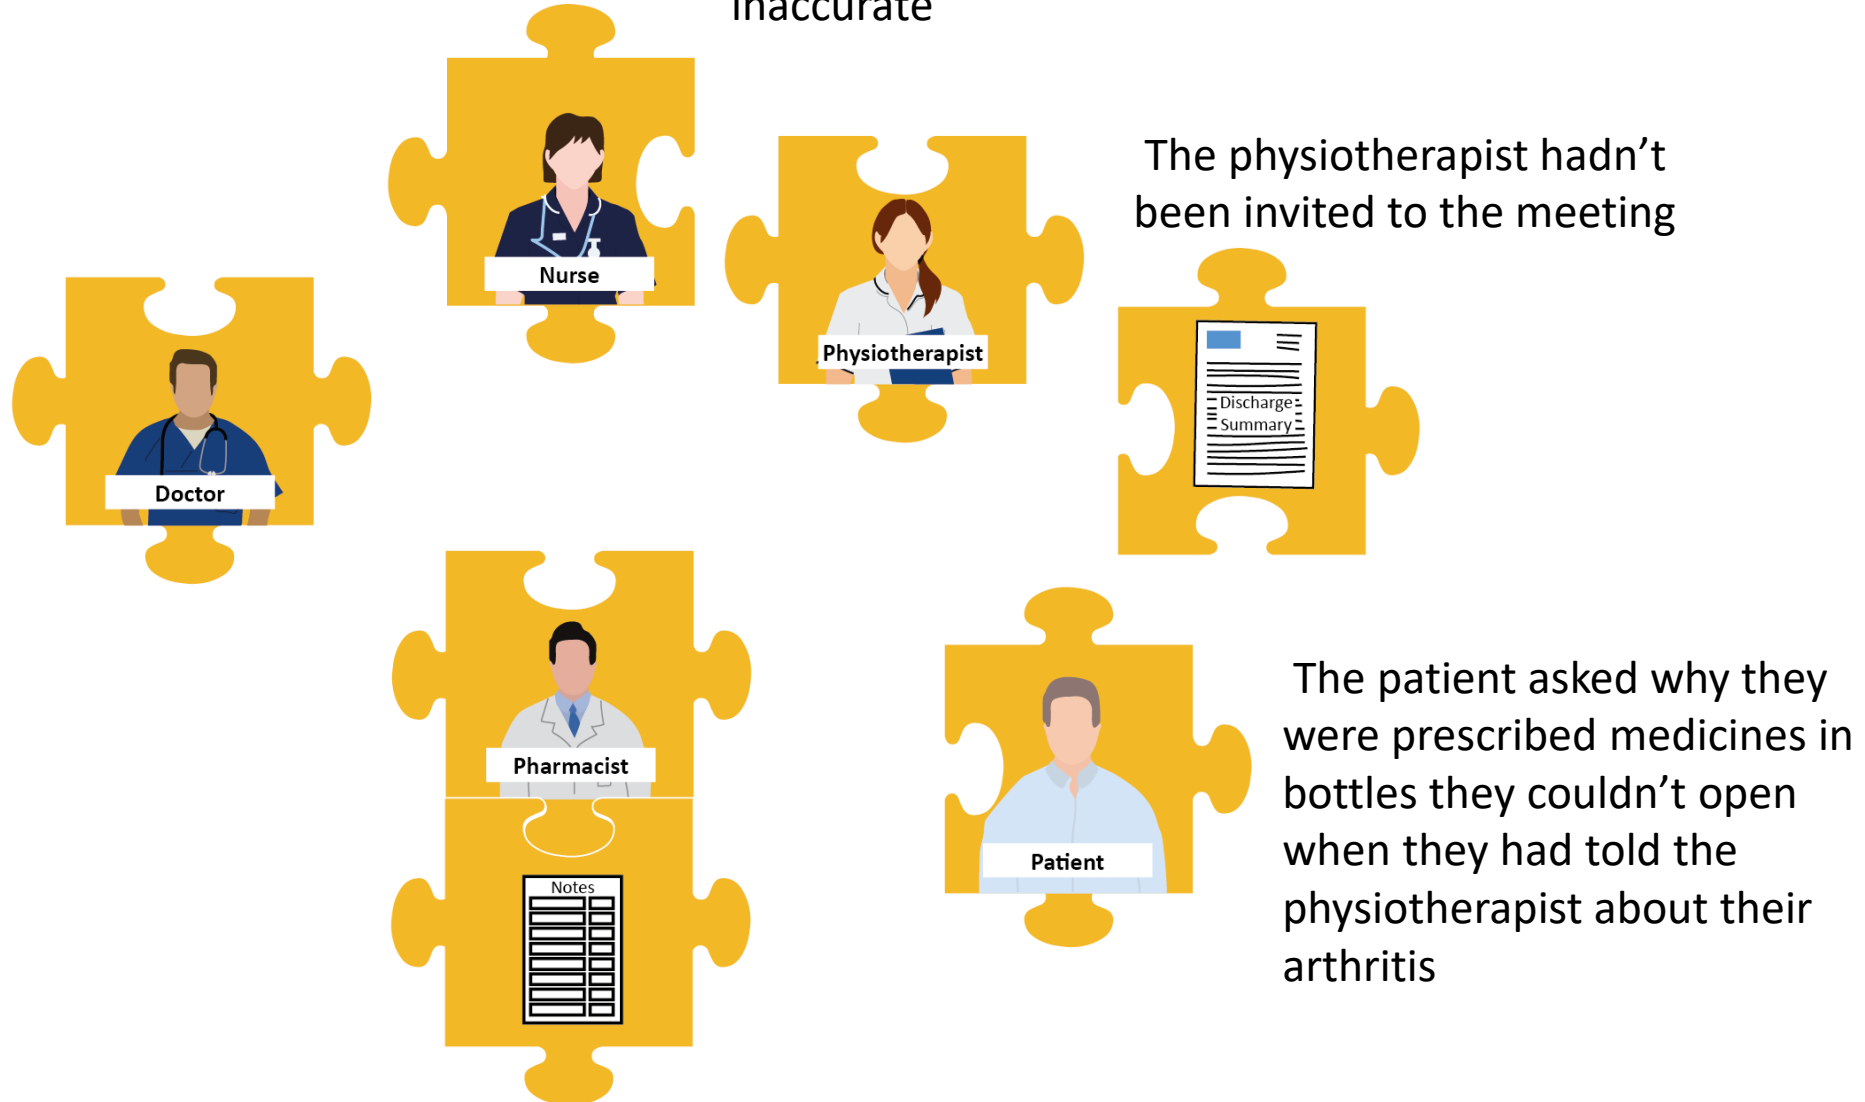 inaccurate
The physiotherapist hadn’t
been invited to the meeting
Nurse
Physiotherapist
Discharge
Summary
Doctor
Pharmacist
Notes
The patient asked why they
were prescribed medicines in
bottles they couldn’t open
when they had told the
physiotherapist about their
arthritis
Patient